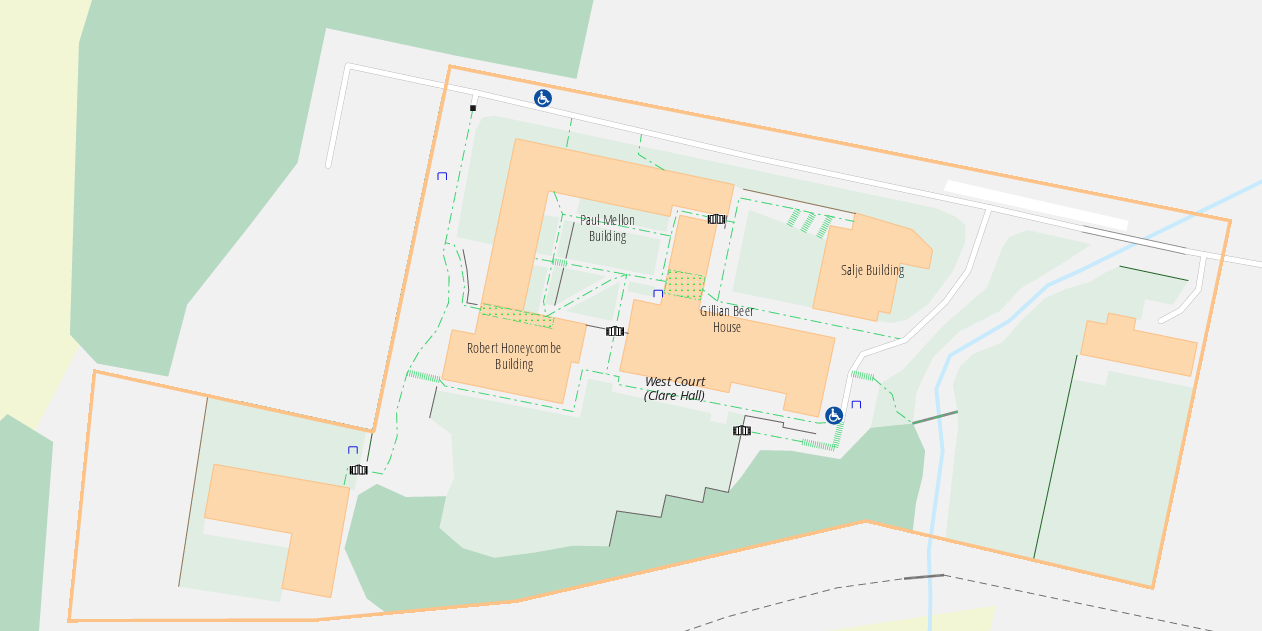 Paul Mellon
Building
Salje Building
Gillian Beer
House
Robert Honeycombe
Building
West Court
(Clare Hall)